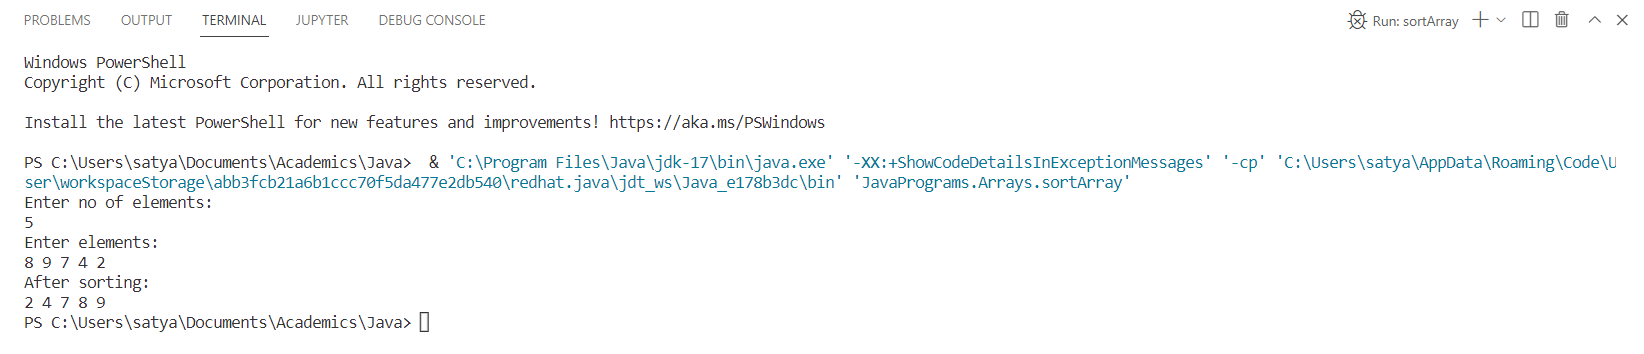 PROBLEMS OUTPUT TERMINAL JUPYTER DEBUG CONSOLE Run: sortArray
Windows PowerShell
Copyright (C) Microsoft Corporation. All rights reserved.
Install the latest PowerShell for new features and improvements! https://aka.ms/PSWindows
PS C:\Users\satya\Documents\Academics\Java>  & 'C:\Program Files\Java\jdk-17\bin\java.exe' '-XX:+ShowCodeDetailsInExceptionMessages' '-cp' 'C:\Users\satya\AppData\Roaming\Code\U
ser\workspaceStorage\abb3fcb21a6b1ccc70f5da477e2db540\redhat.java\jdt_ws\Java_e178b3dc\bin' 'JavaPrograms.Arrays.sortArray'
Enter no of elements:
5
Enter elements:
8 9 7 4 2
After sorting:
2 4 7 8 9
PS C:\Users\satya\Documents\Academics\Java>